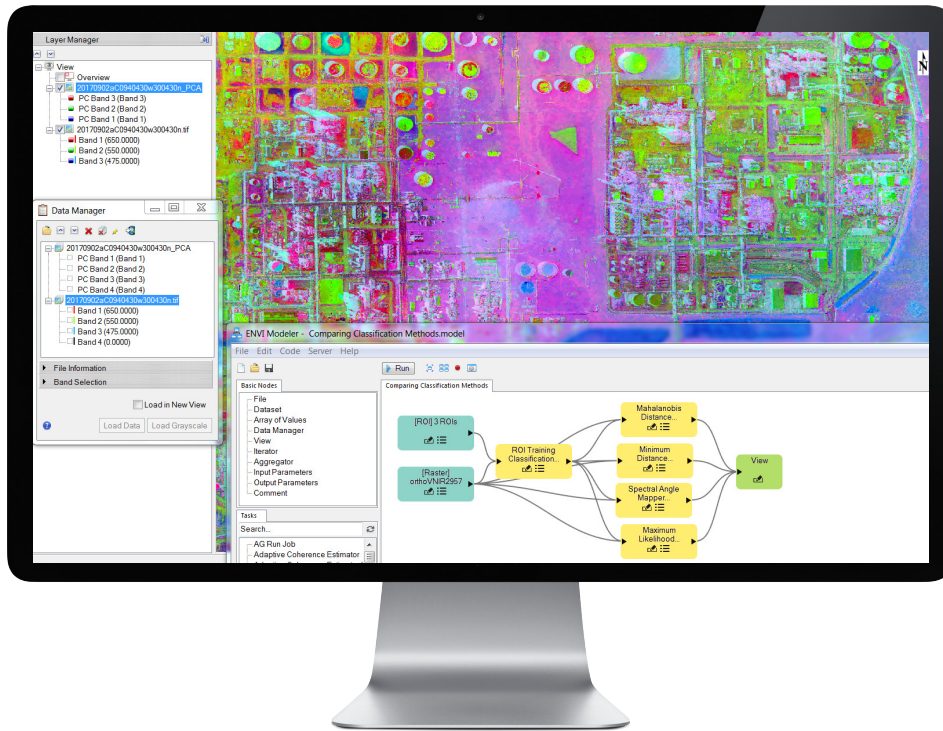 Layer Manager
View
Overview
20170902aC0940430w300430n_PCA
PC Band 3 (Band 3)
PC Band 2 (Band 2)
PC Band 1 (Band 1)
20170902aC0940430w300430n.tif
Band 1 (650.0000)
Band 2 (550.0000)
Band 3 (475.0000)
N
Data Manager
20170902aC0940430w300430n_PCA
PC Band 1 (Band 1)
PC Band 2 (Band 2)
PC Band 3 (Band 3)
PC Band 4 (Band 4)
20170902aC0940430w300430n.tif
Band 1 (650.0000)
Band 2 (550.0000)
Band 3 (475.0000)
Band 4 (0.0000)
File Information
Band Selection
Load in New View
Load Data Load Grayscale
ENVI Modeler - Comparing Classification Methods.model
File Edit Code Server Help
Run
Basic Nodes
File
Dataset
Array of Values
Data Manager
View
Iterator
Aggregator
Input Parameters
Output Parameters
Comment
Tasks
Search...
AG Run Job
Adaptive Coherence Estimator
Comparing Classification Methods
[ROI] 3 ROIs
[Raster]
orthoVNIR2957
ROI Training
Classification...
Mahalanobis
Distance...
Minimum
Distance...
Spectral Angle
Mapper...
Maximum
Likelihood...
View